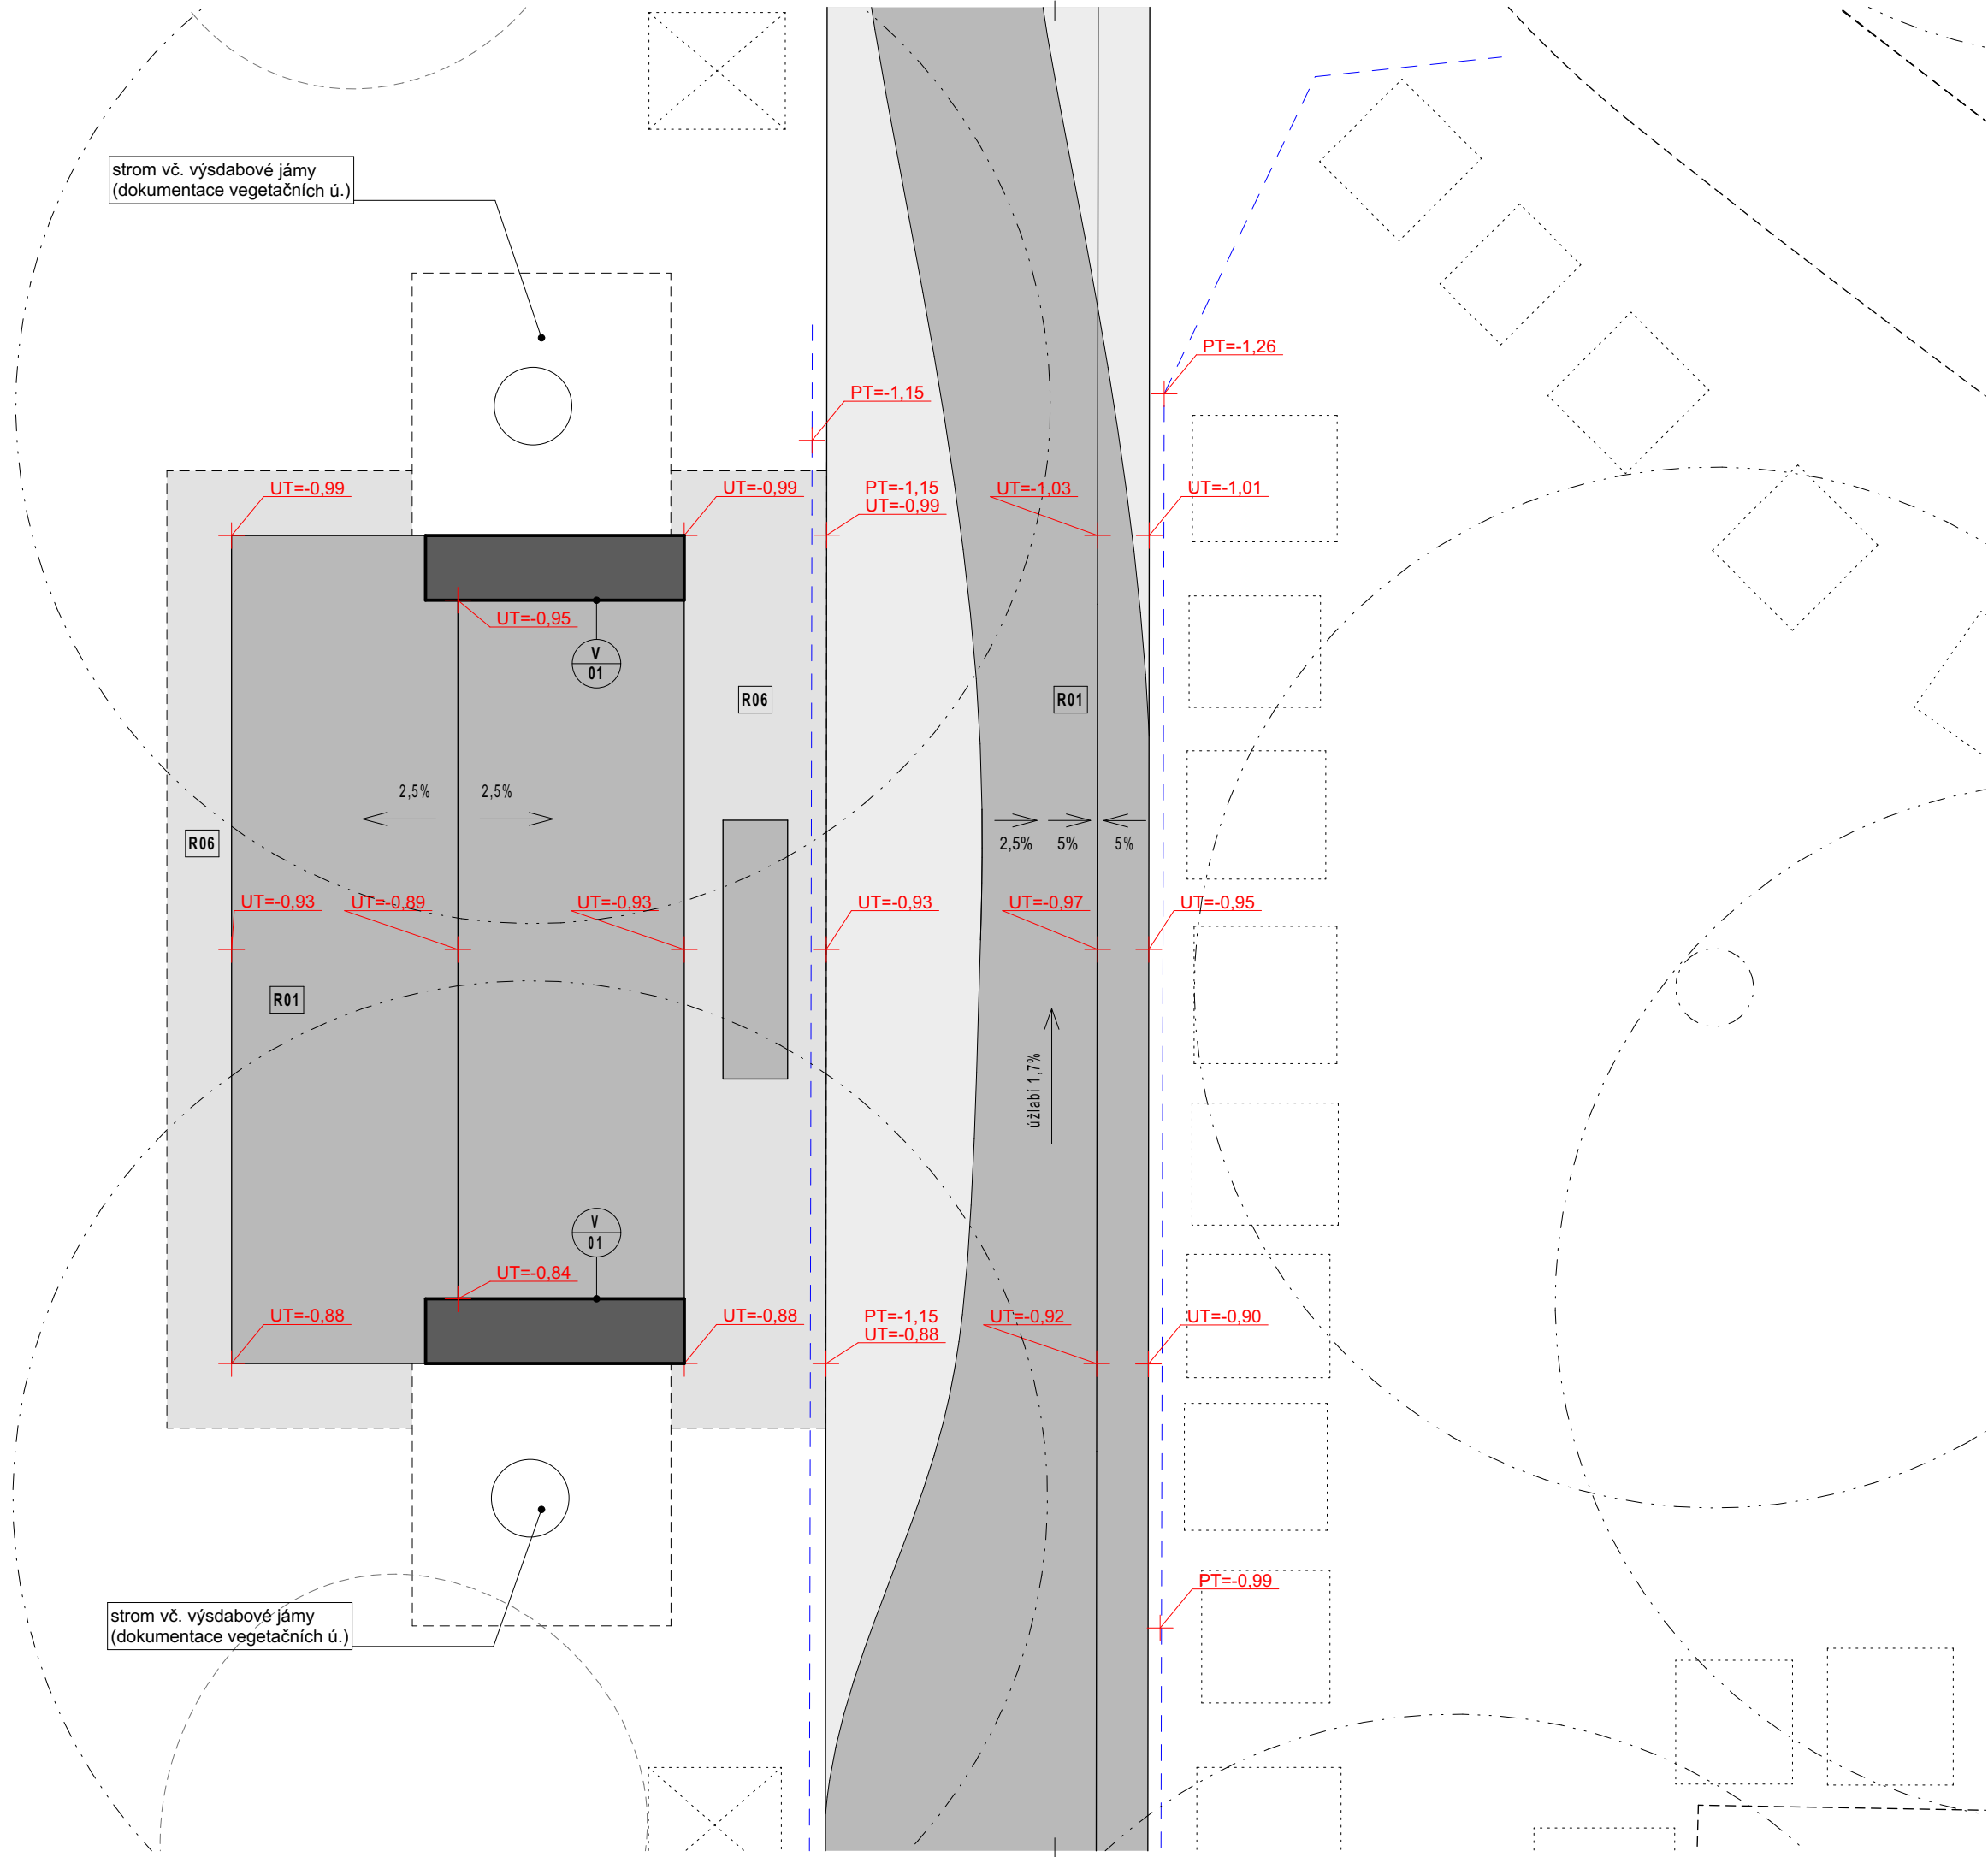 strom vč. výsdabové jámy
(dokumentace vegetačních ú.)
PT=-1,26
PT=-1,15
UT=-0,99
UT=-0,99
PT=-1,15
UT=-0,99
UT=-1,03
UT=-1,01
UT=-0,95
V
01
R06
R01
2,5%
2,5%
R06
2,5%
5%
5%
UT=-0,93
UT=-0,89
UT=-0,93
UT=-0,93
UT=-0,97
UT=-0,95
R01
úžlabí 1,7%
V
01
UT=-0,84
UT=-0,88
UT=-0,88
PT=-1,15
UT=-0,88
UT=-0,92
UT=-0,90
PT=-0,99
strom vč. výsdabové jámy
(dokumentace vegetačních ú.)